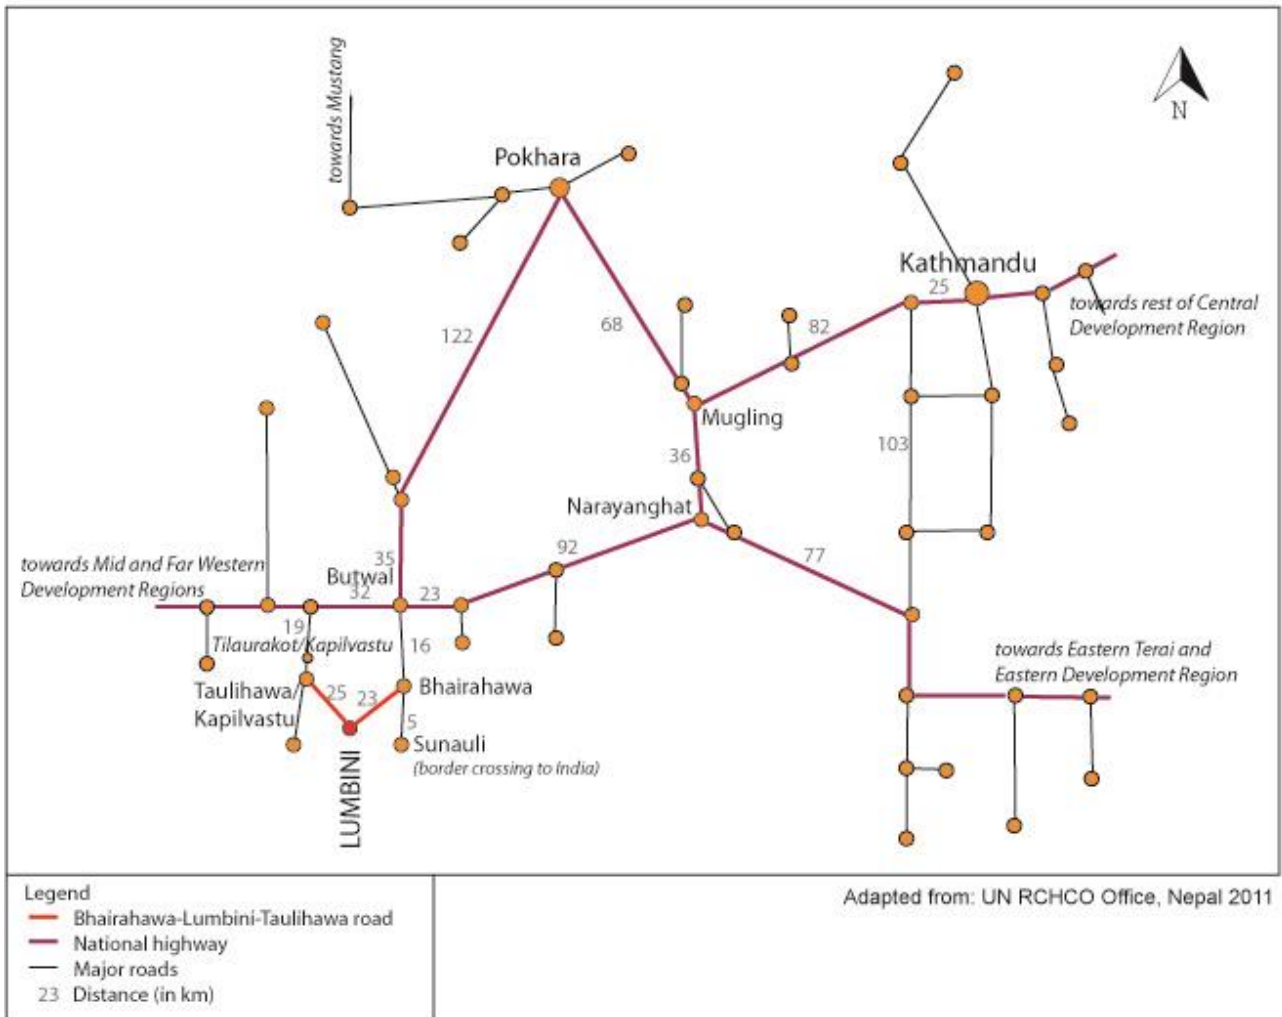 towards Mustang
Pokhara
Kathmandu
25
towards rest of Central
Development Region
122
68
82
Mugling
36
103
Narayanghat
92
77
towards Mid and Far Western
Development Regions
35
Butwal
32
23
19
Tilaurakot/Kapilvastu
16
towards Eastern Terai and
Eastern Development Region
Taulihawa/
Kapilvastu
25
23
Bhairahawa
5
Sunauli
(border crossing to India)
LUMBINI
N
Legend
Bhairahawa-Lumbini-Taulihawa road
National highway
Major roads
23 Distance (in km)
Adapted from: UN RCHCO Office, Nepal 2011